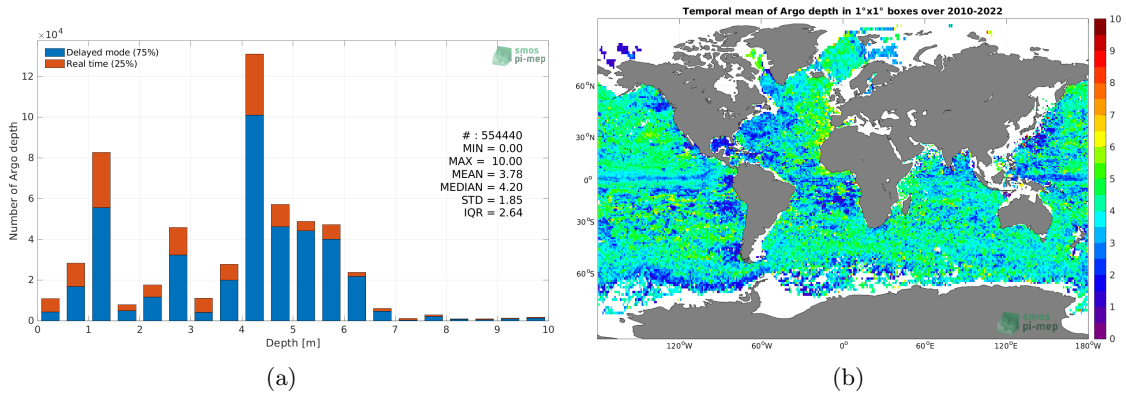 ×10⁴
Delayed mode (75%)
Real time (25%)
smos
pi-mep
# : 554440
MIN = 0.00
MAX = 10.00
MEAN = 3.78
MEDIAN = 4.20
STD = 1.85
IQR = 2.64
Number of Argo depth
12
10
8
6
4
2
0
0 1 2 3 4 5 6 7 8 9 10
Depth [m]
(a)
Temporal mean of Argo depth in 1°x1° boxes over 2010-2022
60°N
30°N
0°
30°S
60°S
120°W 60°W 0° 60°E 120°E 180°W
smos
pi-mep
10
9
8
7
6
5
4
3
2
1
0
(b)